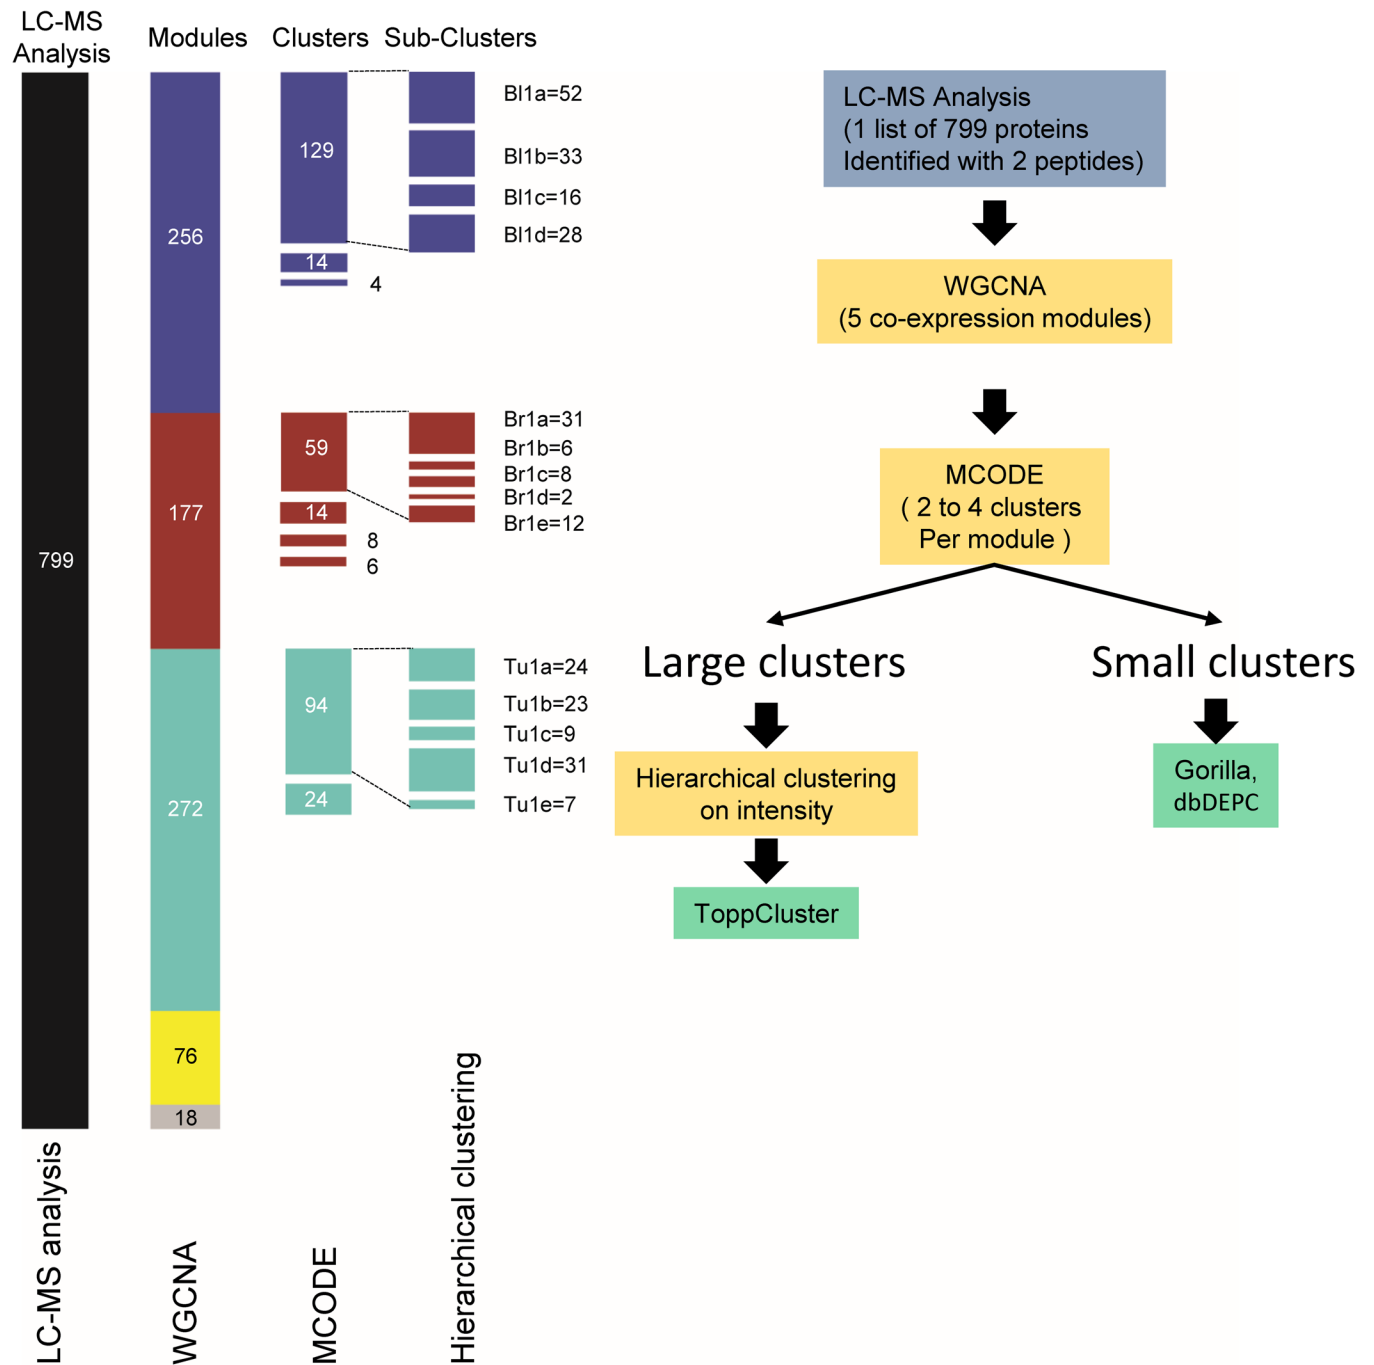 LC-MS
Analysis
Modules
Clusters
Sub-Clusters
799
256
177
272
76
18
129
14
4
59
14
8
6
94
24
Bl1a=52
Bl1b=33
Bl1c=16
Bl1d=28
Br1a=31
Br1b=6
Br1c=8
Br1d=2
Br1e=12
Tu1a=24
Tu1b=23
Tu1c=9
Tu1d=31
Tu1e=7
LC-MS analysis
WGCNA
MCODE
Hierarchical clustering
LC-MS Analysis
(1 list of 799 proteins
Identified with 2 peptides)
WGCNA
(5 co-expression modules)
MCODE
( 2 to 4 clusters
Per module )
Large clusters
Small clusters
Hierarchical clustering
on intensity
Gorilla,
dbDEPC
ToppCluster